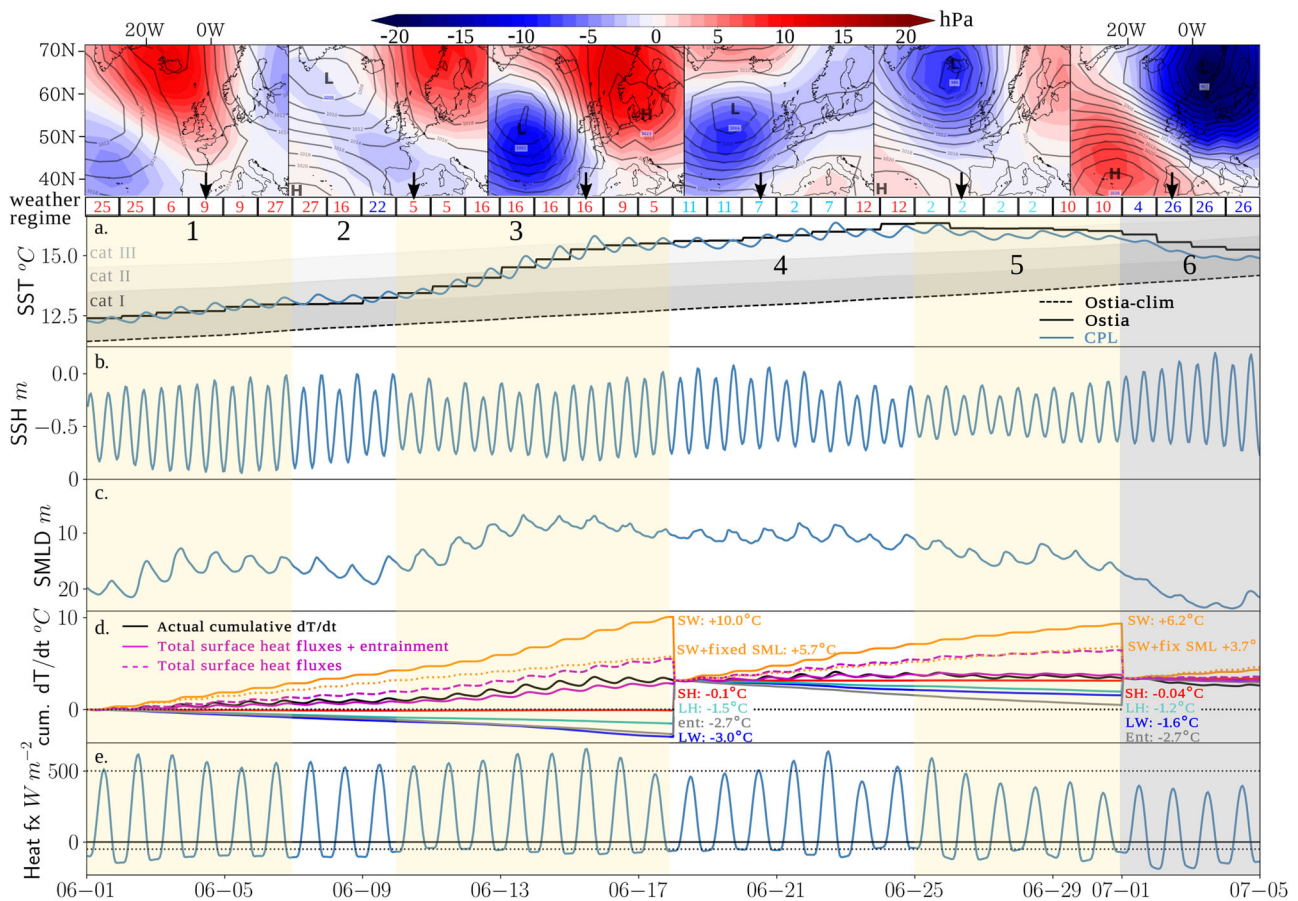 20W 0W
-20 -15 -10 -5 0 5 10 15 20 hPa
20W 0W
70N
60N
50N
40N
L H L H L L H H
weather regime
25 25 6 9 9 27 27 16 22 5 5 16 16 16 16 9 5 11 11 7 2 7 12 12 2 2 2 2 10 10 4 26 26 26
1 2 3 4 5 6
a.
cat III
cat II
cat I
SST °C
15.0
12.5
Ostia-clim
Ostia
CPL
b.
SSH m
0.0
−0.5
0
c.
SMLD m
10
20
d.
cum. dT/dt °C
10
0
Actual cumulative dT/dt
Total surface heat fluxes + entrainment
Total surface heat fluxes
SW: +10.0°C
SW+fixed SML: +5.7°C
SH: -0.1°C
LH: -1.5°C
ent: -2.7°C
LW: -3.0°C
SW: +6.2°C
SW+fix SML +3.7°
SH: -0.04°C
LH: -1.2°C
LW: -1.6°C
Ent: -2.7°C
e.
Heat fx W m−2
500
0
06−01 06−05 06−09 06−13 06−17 06−21 06−25 06−29 07−01 07−05